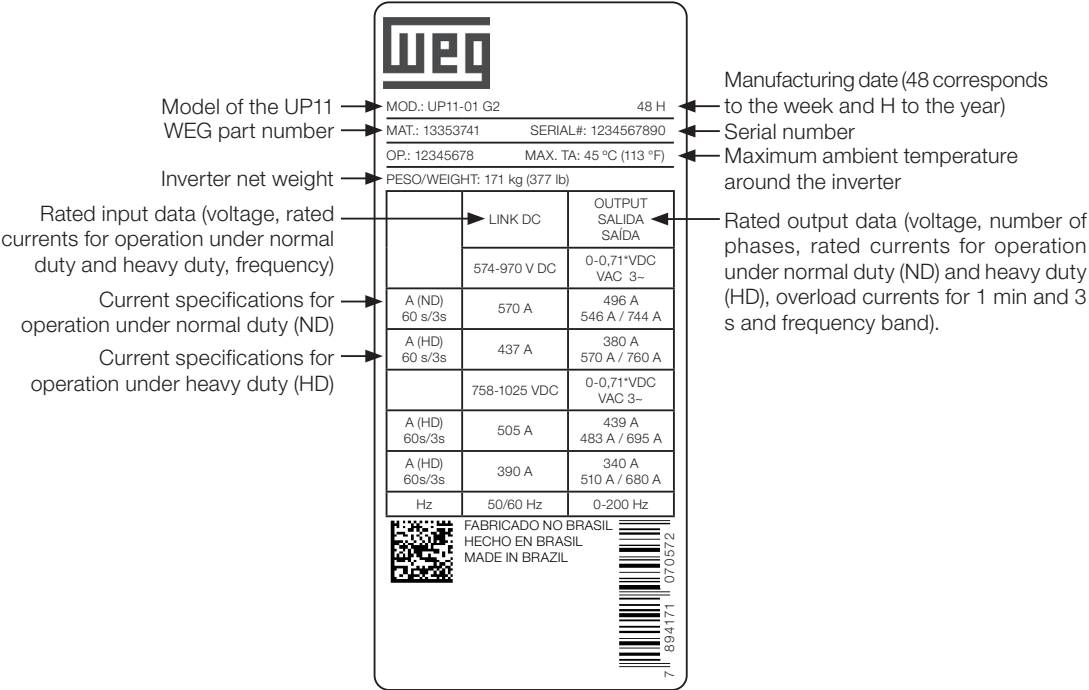 weg
Model of the UP11
WEG part number
Inverter net weight
Rated input data (voltage, rated
currents for operation under normal
duty and heavy duty, frequency)
Current specifications for
operation under normal duty (ND)
Current specifications for
operation under heavy duty (HD)
MOD.: UP11-01 G2 48 H
MAT.: 13353741 SERIAL#: 1234567890
OP.: 12345678 MAX. TA: 45 ºC (113 °F)
PESO/WEIGHT: 171 kg (377 lb)
LINK DC
OUTPUT
SALIDA
SAÍDA
574-970 V DC
0-0,71*VDC
VAC 3~
A (ND)
60 s/3s
570 A
496 A
546 A / 744 A
A (HD)
60 s/3s
437 A
380 A
570 A / 760 A
758-1025 VDC
0-0,71*VDC
VAC 3~
A (HD)
60s/3s
505 A
439 A
483 A / 695 A
A (HD)
60s/3s
390 A
340 A
510 A / 680 A
Hz 50/60 Hz 0-200 Hz
FABRICADO NO BRASIL
HECHO EN BRASIL
MADE IN BRAZIL
7 894171 070572
Manufacturing date (48 corresponds
to the week and H to the year)
Serial number
Maximum ambient temperature
around the inverter
Rated output data (voltage, number of
phases, rated currents for operation
under normal duty (ND) and heavy duty
(HD), overload currents for 1 min and 3
s and frequency band).